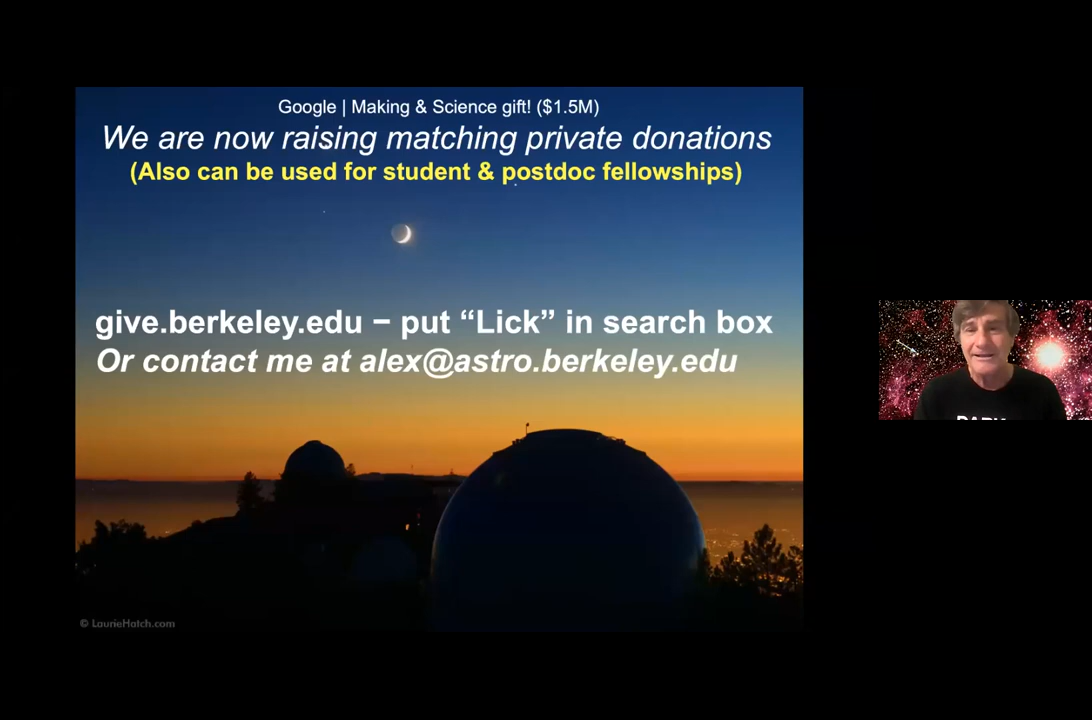 Google | Making & Science gift! ($1.5M)
We are now raising matching private donations
(Also can be used for student & postdoc fellowships)
give.berkeley.edu – put “Lick” in search box
Or contact me at alex@astro.berkeley.edu
© LaurieHatch.com
DARK